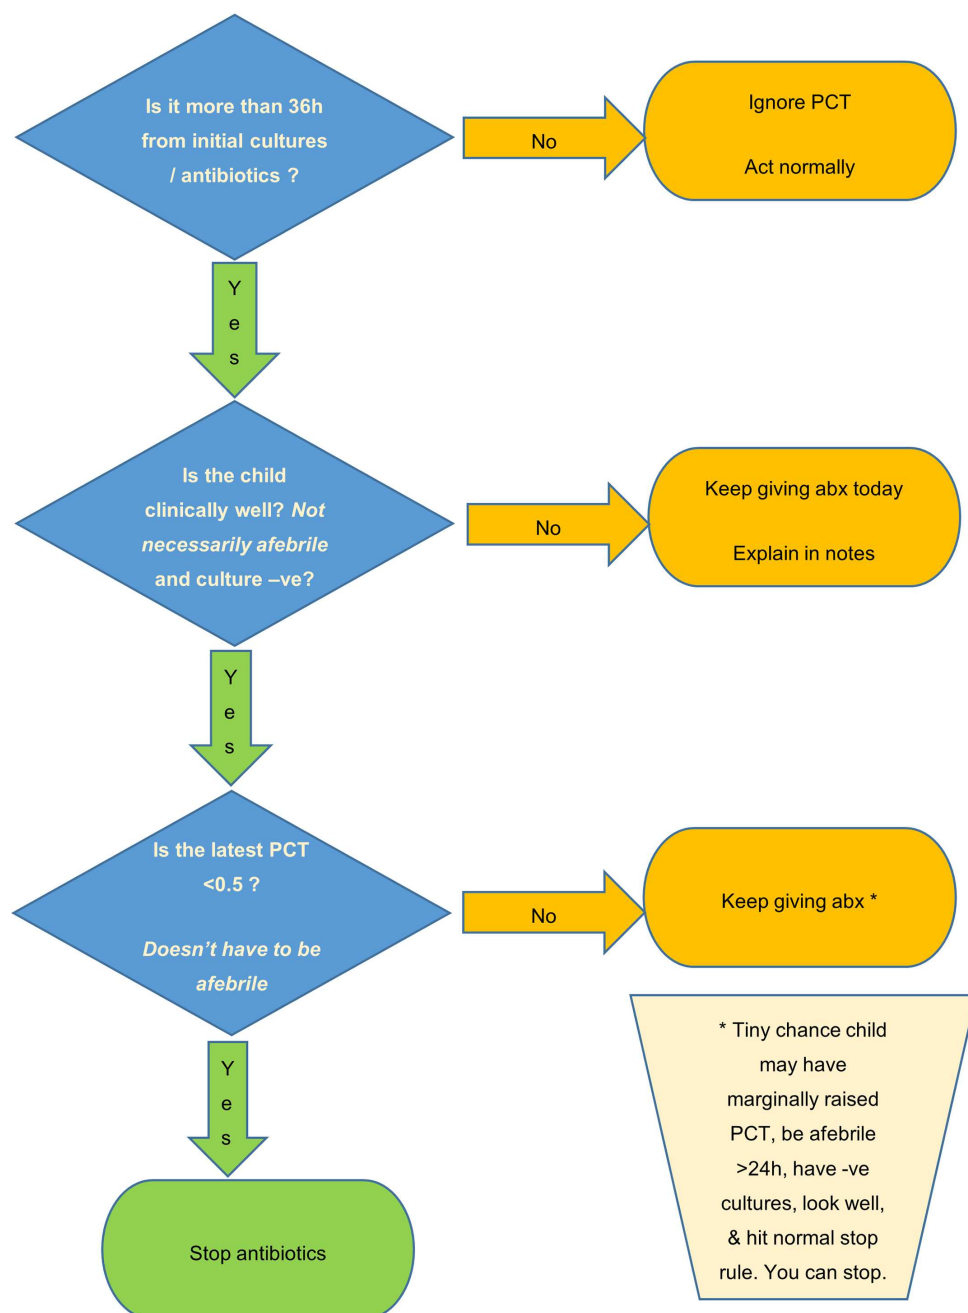 Is it more than 36h
from initial cultures
/ antibiotics ?
No
Ignore PCT
Act normally
Yes
Is the child
clinically well? Not
necessarily afebrile
and culture –ve?
No
Keep giving abx today
Explain in notes
Yes
Is the latest PCT
<0.5 ?
Doesn't have to be
afebrile
No
Keep giving abx *
Yes
Stop antibiotics
* Tiny chance child
may have
marginally raised
PCT, be afebrile
>24h, have -ve
cultures, look well,
& hit normal stop
rule. You can stop.